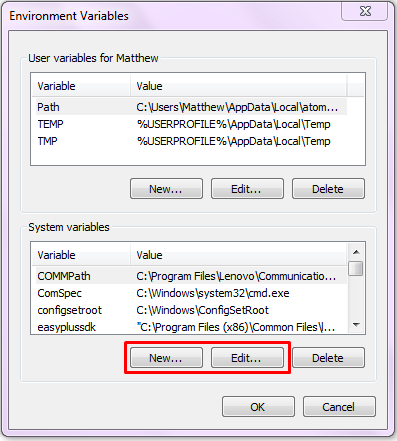 Environment Variables
User variables for Matthew
Variable Value
Path C:\Users\Matthew\AppData\Local\atom...
TEMP %USERPROFILE%\AppData\Local\Temp
TMP %USERPROFILE%\AppData\Local\Temp
New... Edit... Delete
System variables
Variable Value
COMMPath C:\Program Files\Lenovo\Communicatio...
ComSpec C:\Windows\system32\cmd.exe
configsetroot C:\Windows\ConfigSetRoot
easyplussdk "C:\Program Files (x86)\Common Files\l...
New... Edit... Delete
OK Cancel